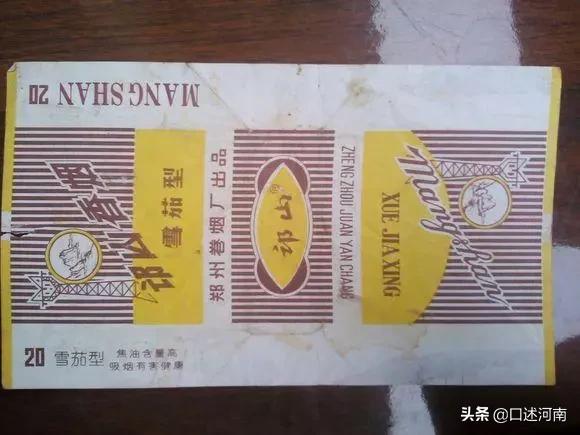 20 MANG SHAN
邙山香烟
雪茄型
郑州卷烟厂出品
邙山
ZHENG ZHOU JUAN YAN CHANG
Mangshan
XUE JIA XING
20 雪茄型
焦油含量高
吸烟有害健康
头条 @口述河南